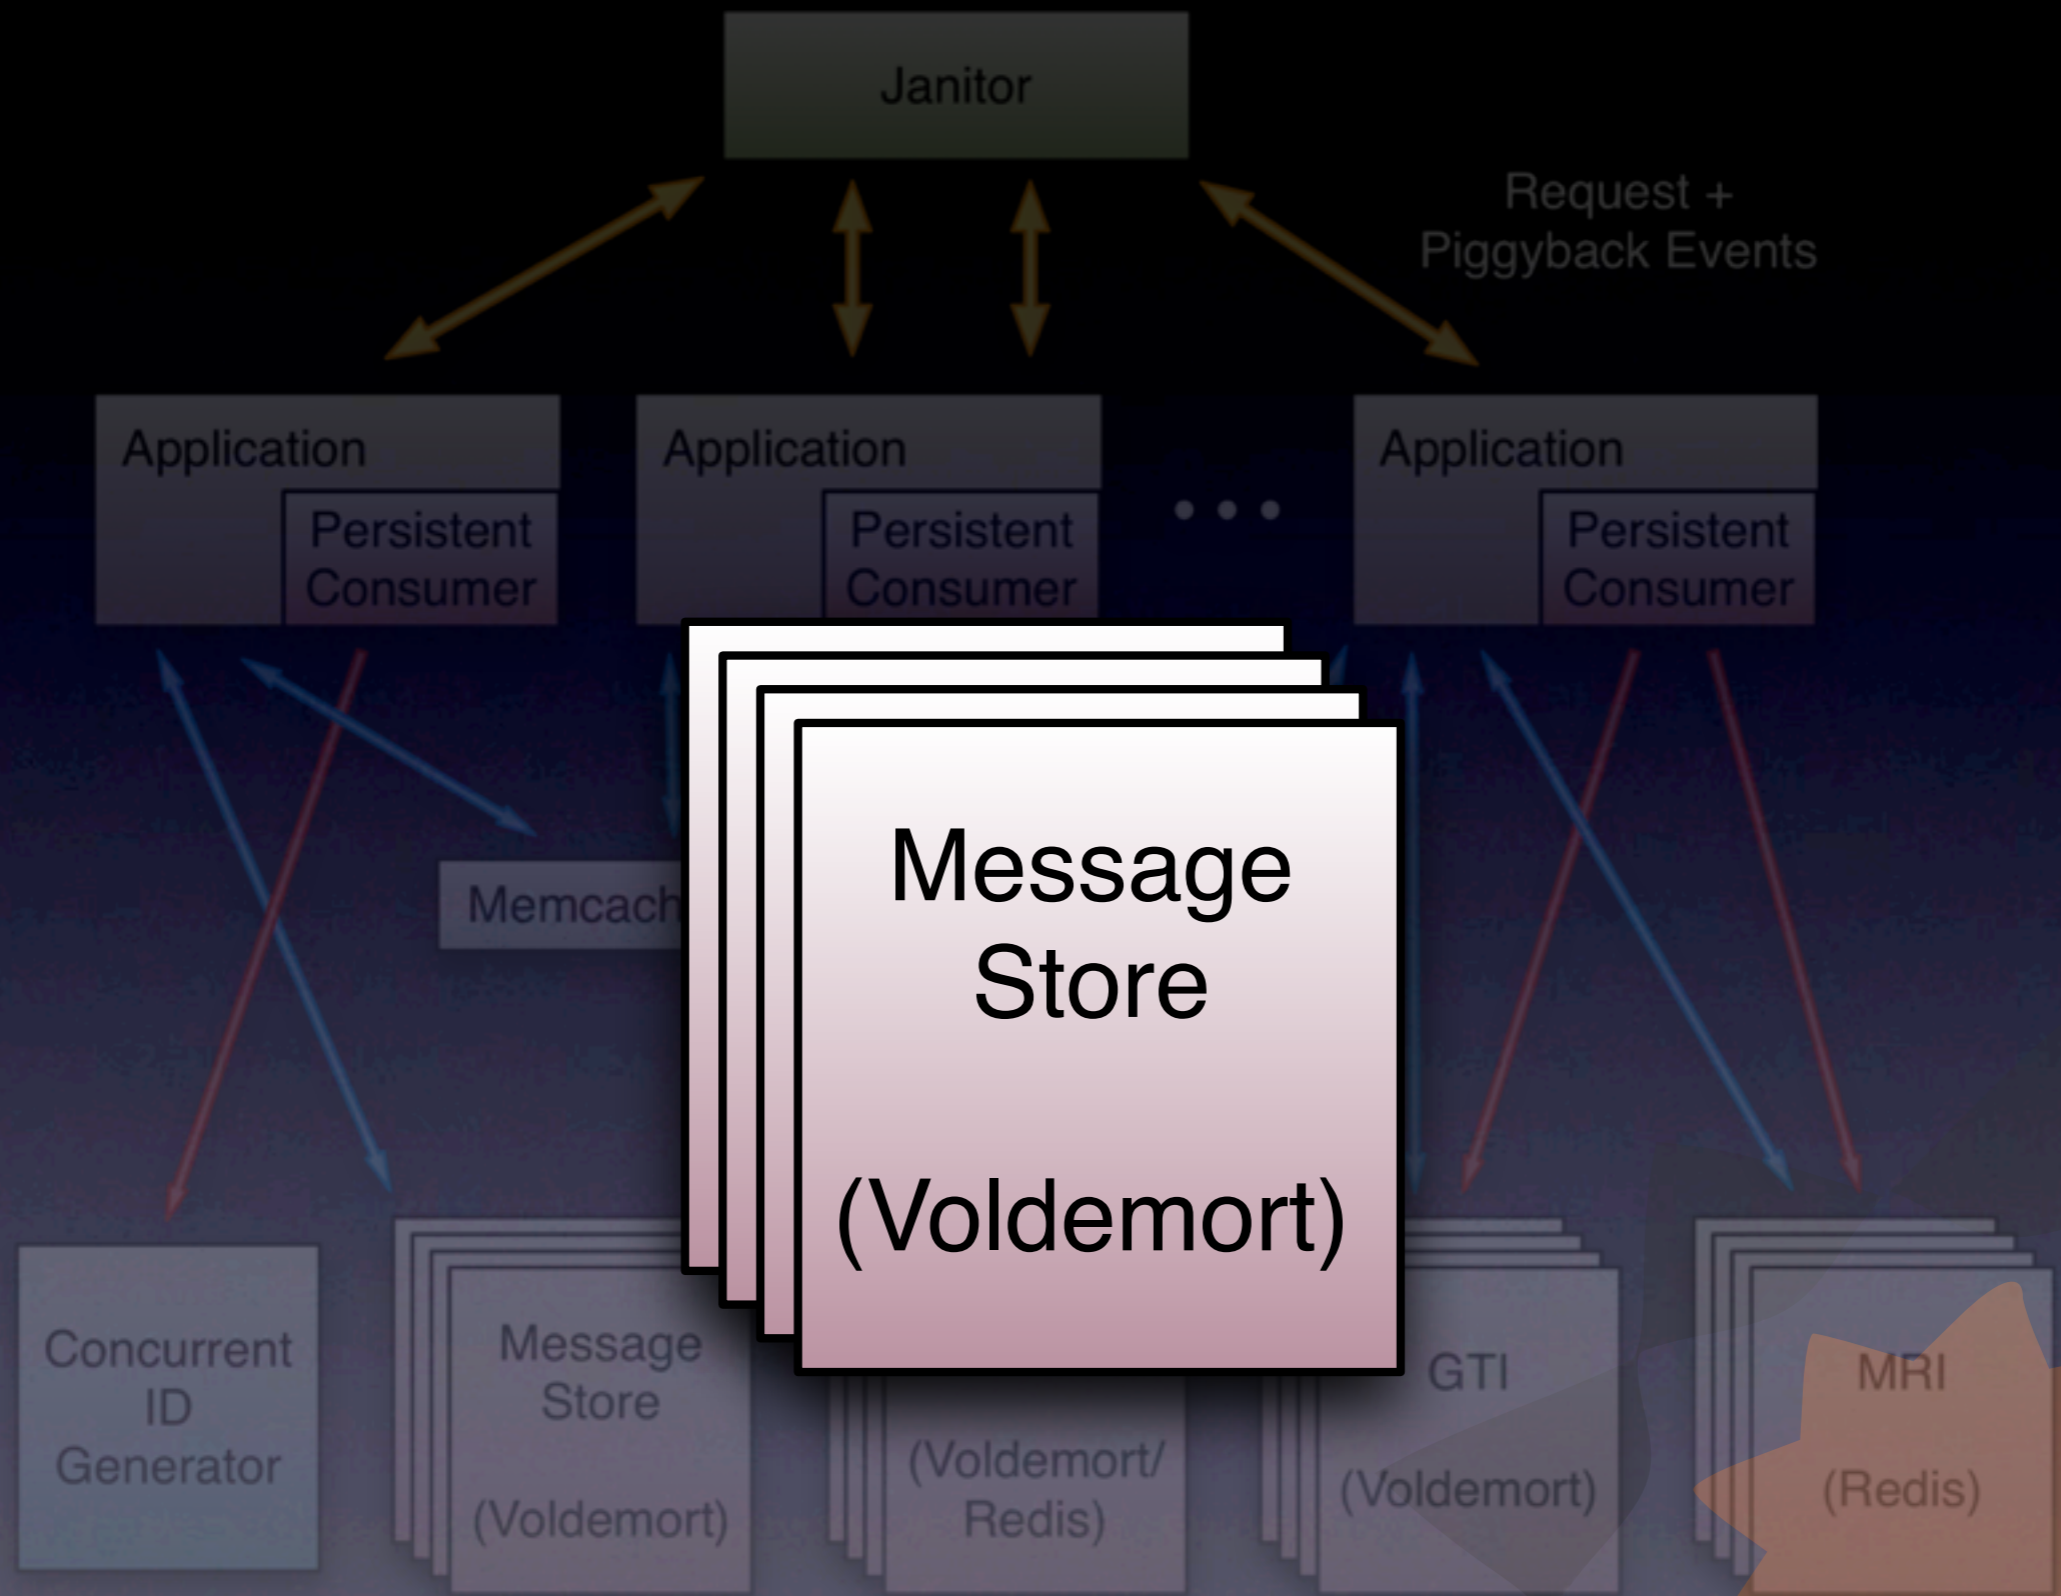 Janitor
Request +
Piggyback Events
Application
Persistent
Consumer
Application
Persistent
Consumer
Application
Persistent
Consumer
Memcach
Message
Store
(Voldemort)
Concurrent
ID
Generator
Message
Store
(Voldemort)
(Voldemort/
Redis)
GTI
(Voldemort)
MRI
(Redis)